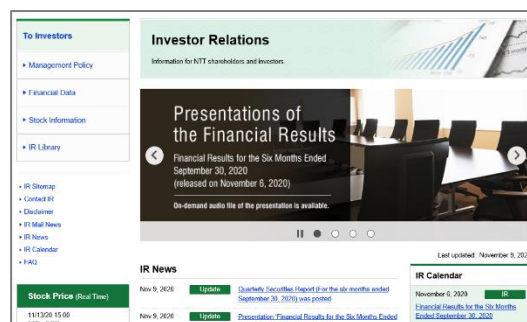 To Investors
Management Policy
Financial Data
Stock Information
IR Library
IR Sitemap
Contact IR
Disclaimer
IR Mail News
IR News
IR Calendar
FAQ
Stock Price (Real Time)
11/13/20 15:00
Investor Relations
Information for NTT shareholders and investors.
Presentations of
the Financial Results
Financial Results for the Six Months Ended
September 30, 2020
(released on November 6, 2020)
On-demand audio file of the presentation is available.
Last updated : November 9, 202
IR News
Nov 9, 2020 Update Quarterly Securities Report (For the six months ended
September 30, 2020) was posted
Nov 9, 2020 Update Presentation "Financial Results for the Six Months Ended
IR Calendar
November 6, 2020 IR
Financial Results for the Six Months
Ended September 30, 2020